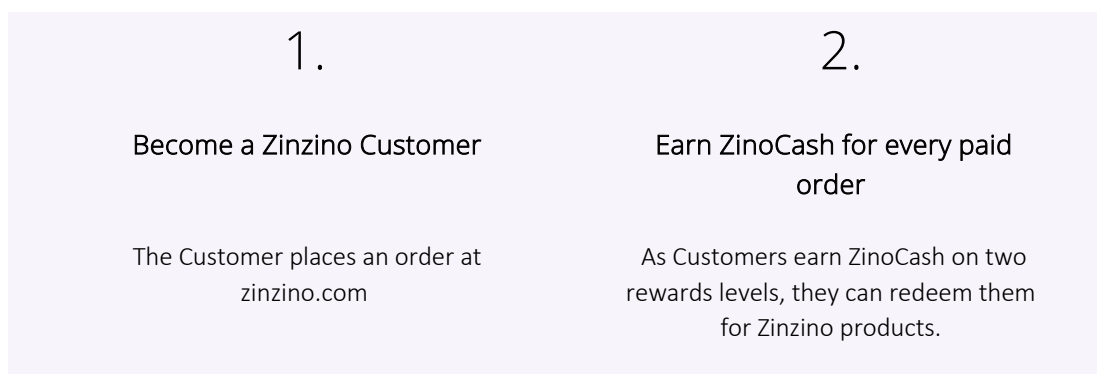 1.
Become a Zinzino Customer
The Customer places an order at
zinzino.com
2.
Earn ZinoCash for every paid
order
As Customers earn ZinoCash on two
rewards levels, they can redeem them
for Zinzino products.